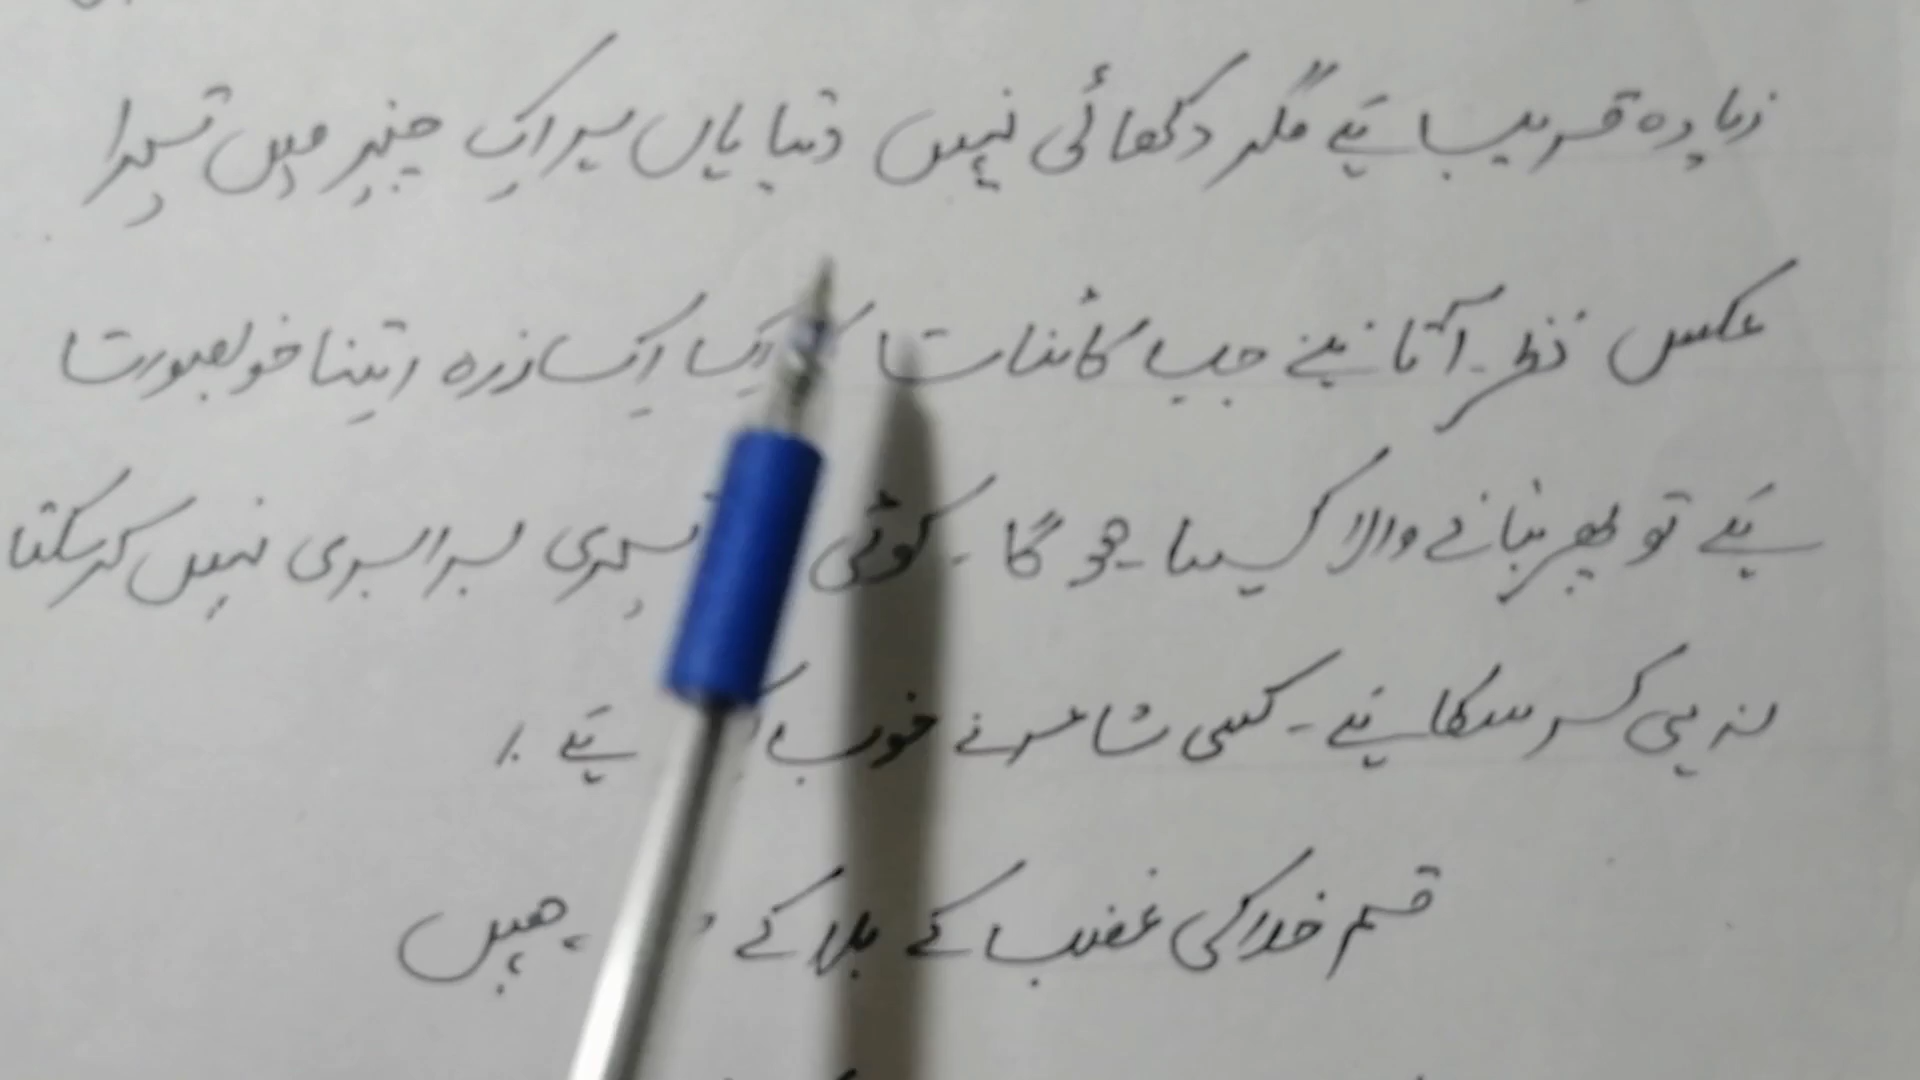 زیادہ قریب ہے مگر دکھائی نہیں دیتا یاں ہر ایک چیز میں تیرا
عکس نظر آتا ہے جب کائنات کا ایک ایک ذرہ اتنا خوبصورت
ہے تو پھر بنانے والا کیسا ہو گا ۔ کوئی تیری برابری نہیں کر سکتا
نہ ہی کر سکا ہے ۔ کسی شاعر نے خوب ہے :
قسم خدا کی غضب کے بلا کے ہیں